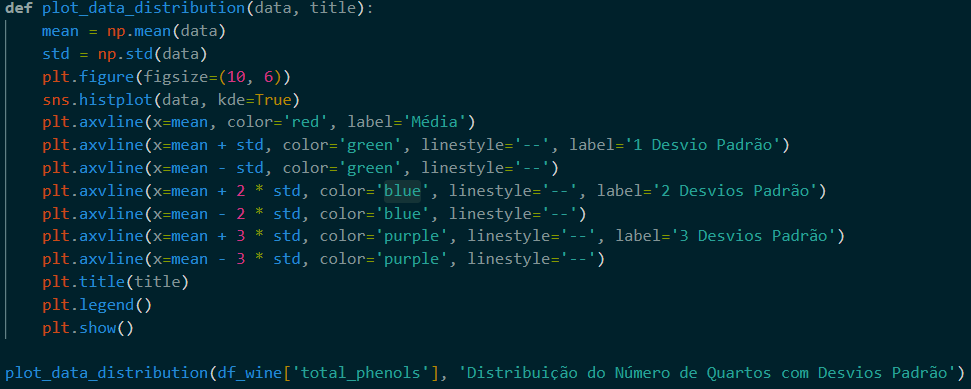 def plot_data_distribution(data, title):
    mean = np.mean(data)
    std = np.std(data)
    plt.figure(figsize=(10, 6))
    sns.histplot(data, kde=True)
    plt.axvline(x=mean, color='red', label='Média')
    plt.axvline(x=mean + std, color='green', linestyle='--', label='1 Desvio Padrão')
    plt.axvline(x=mean - std, color='green', linestyle='--')
    plt.axvline(x=mean + 2 * std, color='blue', linestyle='--', label='2 Desvios Padrão')
    plt.axvline(x=mean - 2 * std, color='blue', linestyle='--')
    plt.axvline(x=mean + 3 * std, color='purple', linestyle='--', label='3 Desvios Padrão')
    plt.axvline(x=mean - 3 * std, color='purple', linestyle='--')
    plt.title(title)
    plt.legend()
    plt.show()
plot_data_distribution(df_wine['total_phenols'], 'Distribuição do Número de Quartos com Desvios Padrão')